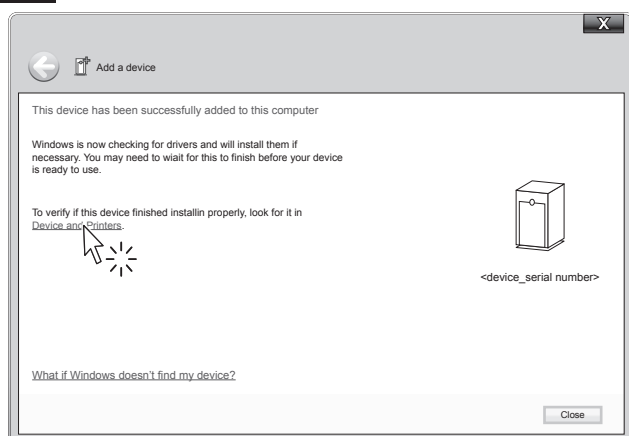 X
Add a device
This device has been successfully added to this computer
Windows is now checking for drivers and will install them if
necessary. You may need to wiait for this to finish before your device
is ready to use.
To verify if this device finished installin properly, look for it in
Device and Printers.
<device_serial number>
What if Windows doesn't find my device?
Close